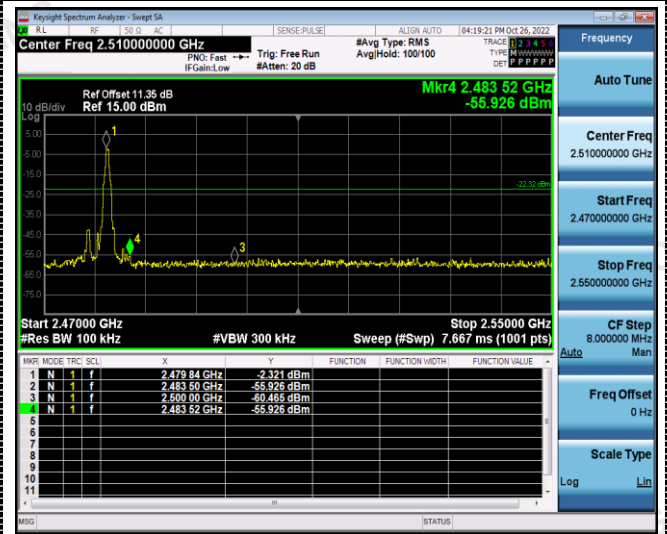 Keysight Spectrum Analyzer - Swept SA
RL RF 50 Ω AC SENSE:PULSE ALIGN AUTO 04:19:21 PM Oct 26, 2022
Center Freq 2.510000000 GHz
PNO: Fast
IFGain:Low
Trig: Free Run
#Atten: 20 dB
#Avg Type: RMS
Avg|Hold: 100/100
TRACE 1 2 3 4 5 6
TYPE M WWWWW
DET P P P P P P
Frequency
Auto Tune
Center Freq
2.510000000 GHz
Start Freq
2.470000000 GHz
Stop Freq
2.550000000 GHz
CF Step
8.000000 MHz
Auto Man
Freq Offset
0 Hz
Scale Type
Log Lin
Mkr4 2.483 52 GHz
-55.926 dBm
Ref Offset 11.35 dB
10 dB/div Ref 15.00 dBm
Log
5.00
-5.00
-15.0
-25.0
-35.0
-45.0
-55.0
-65.0
-75.0
1
4
3
-22.32 dBm
Start 2.47000 GHz Stop 2.55000 GHz
#Res BW 100 kHz #VBW 300 kHz Sweep (#Swp) 7.667 ms (1001 pts)
MKR MODE TRC SCL X Y FUNCTION FUNCTION WIDTH FUNCTION VALUE
1 N 1 f 2.479 84 GHz -2.321 dBm
2 N 1 f 2.483 50 GHz -55.926 dBm
3 N 1 f 2.500 00 GHz -60.465 dBm
4 N 1 f 2.483 52 GHz -55.926 dBm
5
6
7
8
9
10
11
MSG STATUS